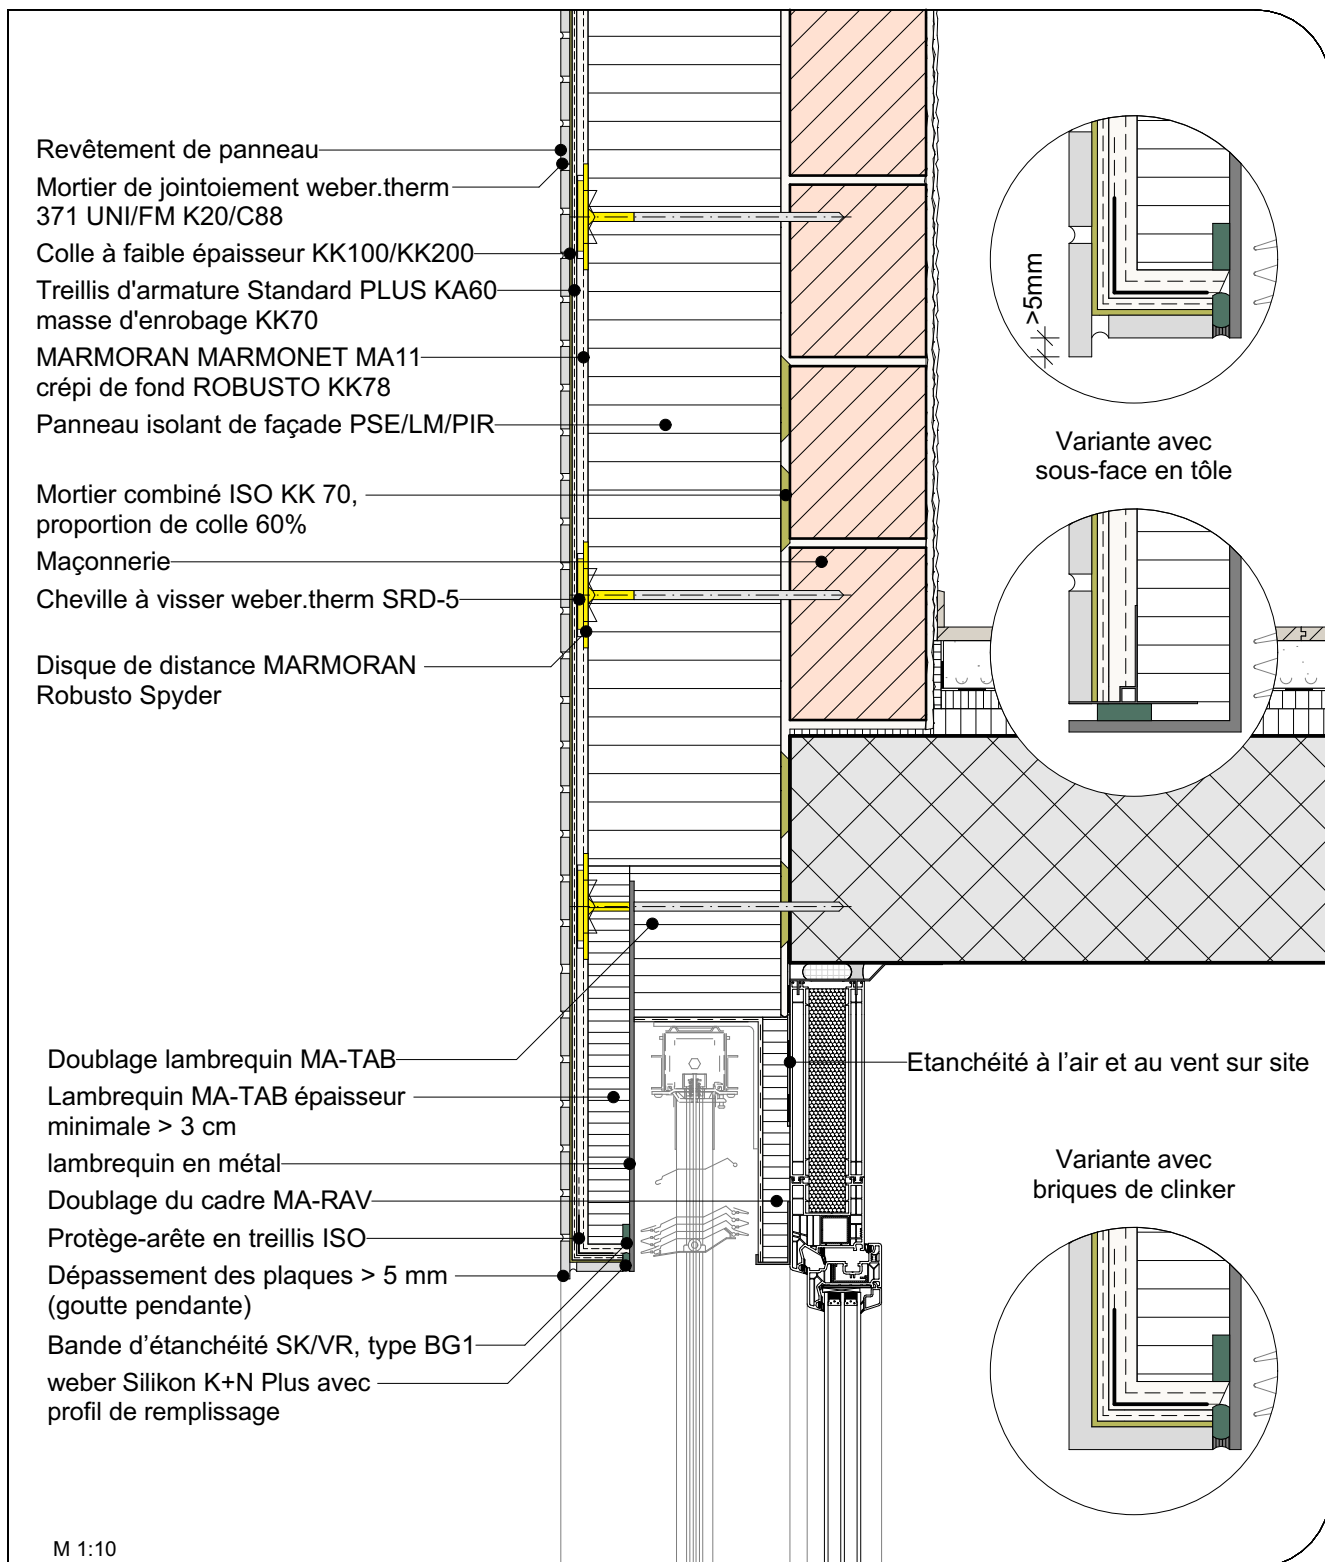 Revêtement de panneau
Mortier de jointoiement weber.therm
371 UNI/FM K20/C88
Colle à faible épaisseur KK100/KK200
Treillis d'armature Standard PLUS KA60
masse d'enrobage KK70
MARMORAN MARMONET MA11
crépi de fond ROBUSTO KK78
Panneau isolant de façade PSE/LM/PIR
Mortier combiné ISO KK 70,
proportion de colle 60%
Maçonnerie
Cheville à visser weber.therm SRD-5
Disque de distance MARMORAN
Robusto Spyder
Doublage lambrequin MA-TAB
Lambrequin MA-TAB épaisseur
minimale > 3 cm
lambrequin en métal
Doublage du cadre MA-RAV
Protège-arête en treillis ISO
Dépassement des plaques > 5 mm
(goutte pendante)
Bande d’étanchéité SK/VR, type BG1
weber Silikon K+N Plus avec
profil de remplissage
M 1:10
>5mm
Variante avec
sous-face en tôle
Etanchéité à l’air et au vent sur site
Variante avec
briques de clinker